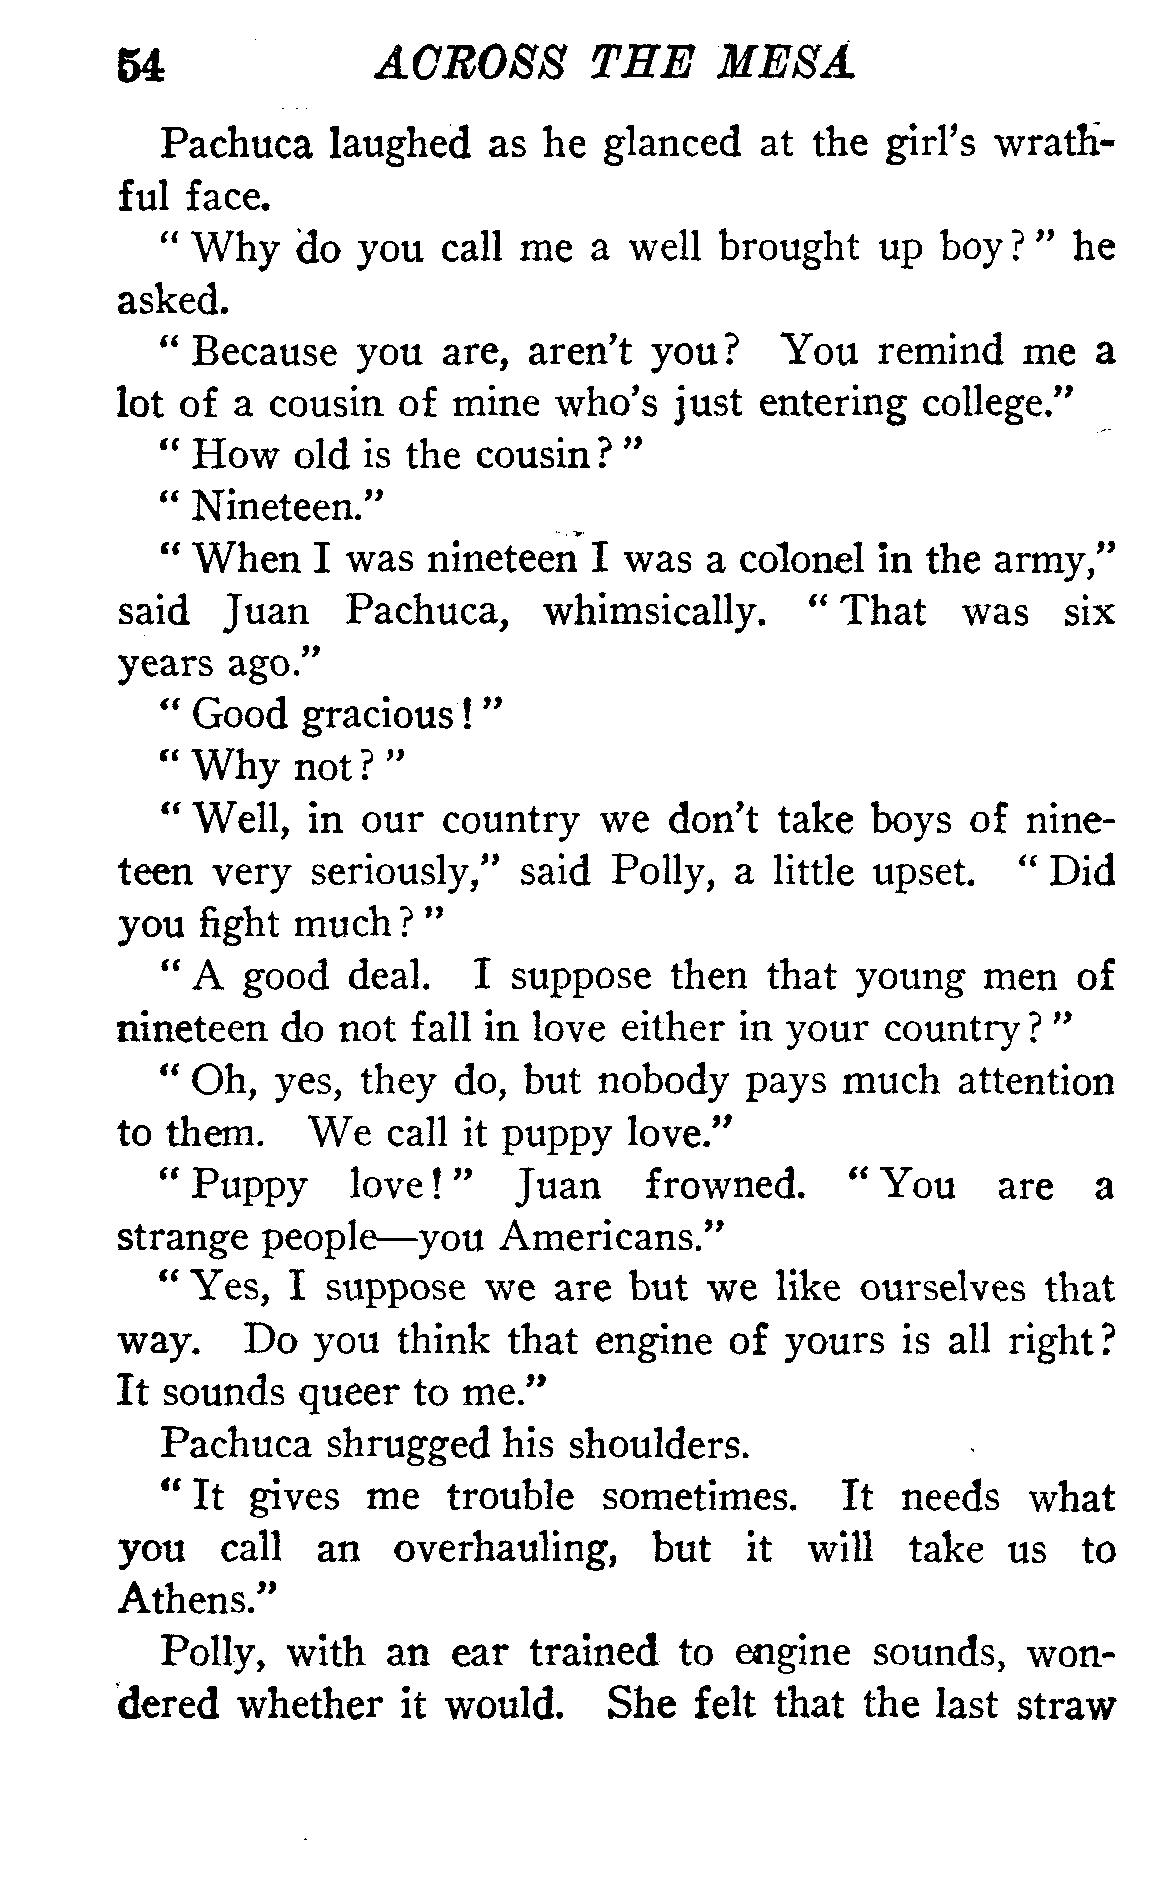 54 ACROSS THE MESA
Pachuca laughed as he glanced at the girl's wrath-
ful face.
" Why do you call me a well brought up boy? " he
asked.
" Because you are, aren't you? You remind me a
lot of a cousin of mine who's just entering college."
" How old is the cousin? "
" Nineteen."
" When I was nineteen I was a colonel in the army,"
said Juan Pachuca, whimsically. " That was six
years ago."
" Good gracious! "
" Why not? "
" Well, in our country we don't take boys of nine-
teen very seriously," said Polly, a little upset. " Did
you fight much? "
" A good deal. I suppose then that young men of
nineteen do not fall in love either in your country? "
" Oh, yes, they do, but nobody pays much attention
to them. We call it puppy love."
" Puppy love! " Juan frowned. " You are a
strange people—you Americans."
" Yes, I suppose we are but we like ourselves that
way. Do you think that engine of yours is all right?
It sounds queer to me."
Pachuca shrugged his shoulders.
" It gives me trouble sometimes. It needs what
you call an overhauling, but it will take us to
Athens."
Polly, with an ear trained to engine sounds, won-
dered whether it would. She felt that the last straw